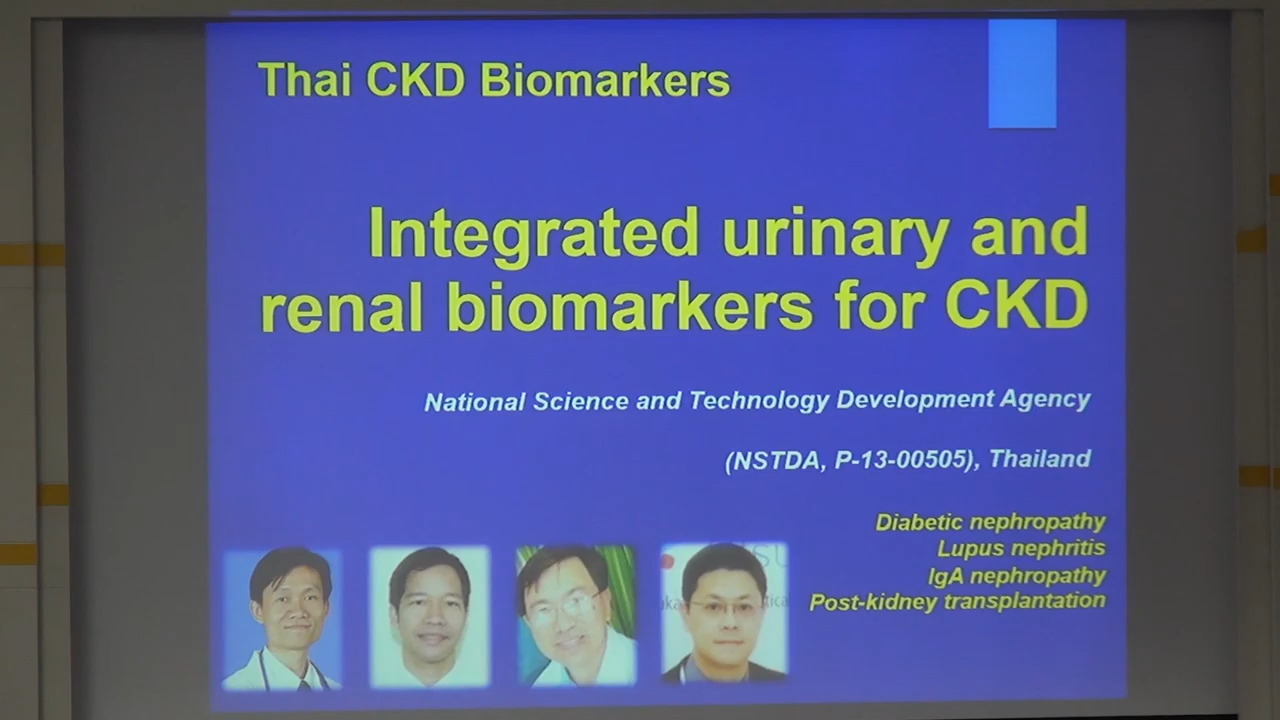 Thai CKD Biomarkers
Integrated urinary and
renal biomarkers for CKD
National Science and Technology Development Agency
(NSTDA, P-13-00505), Thailand
Diabetic nephropathy
Lupus nephritis
IgA nephropathy
Post-kidney transplantation